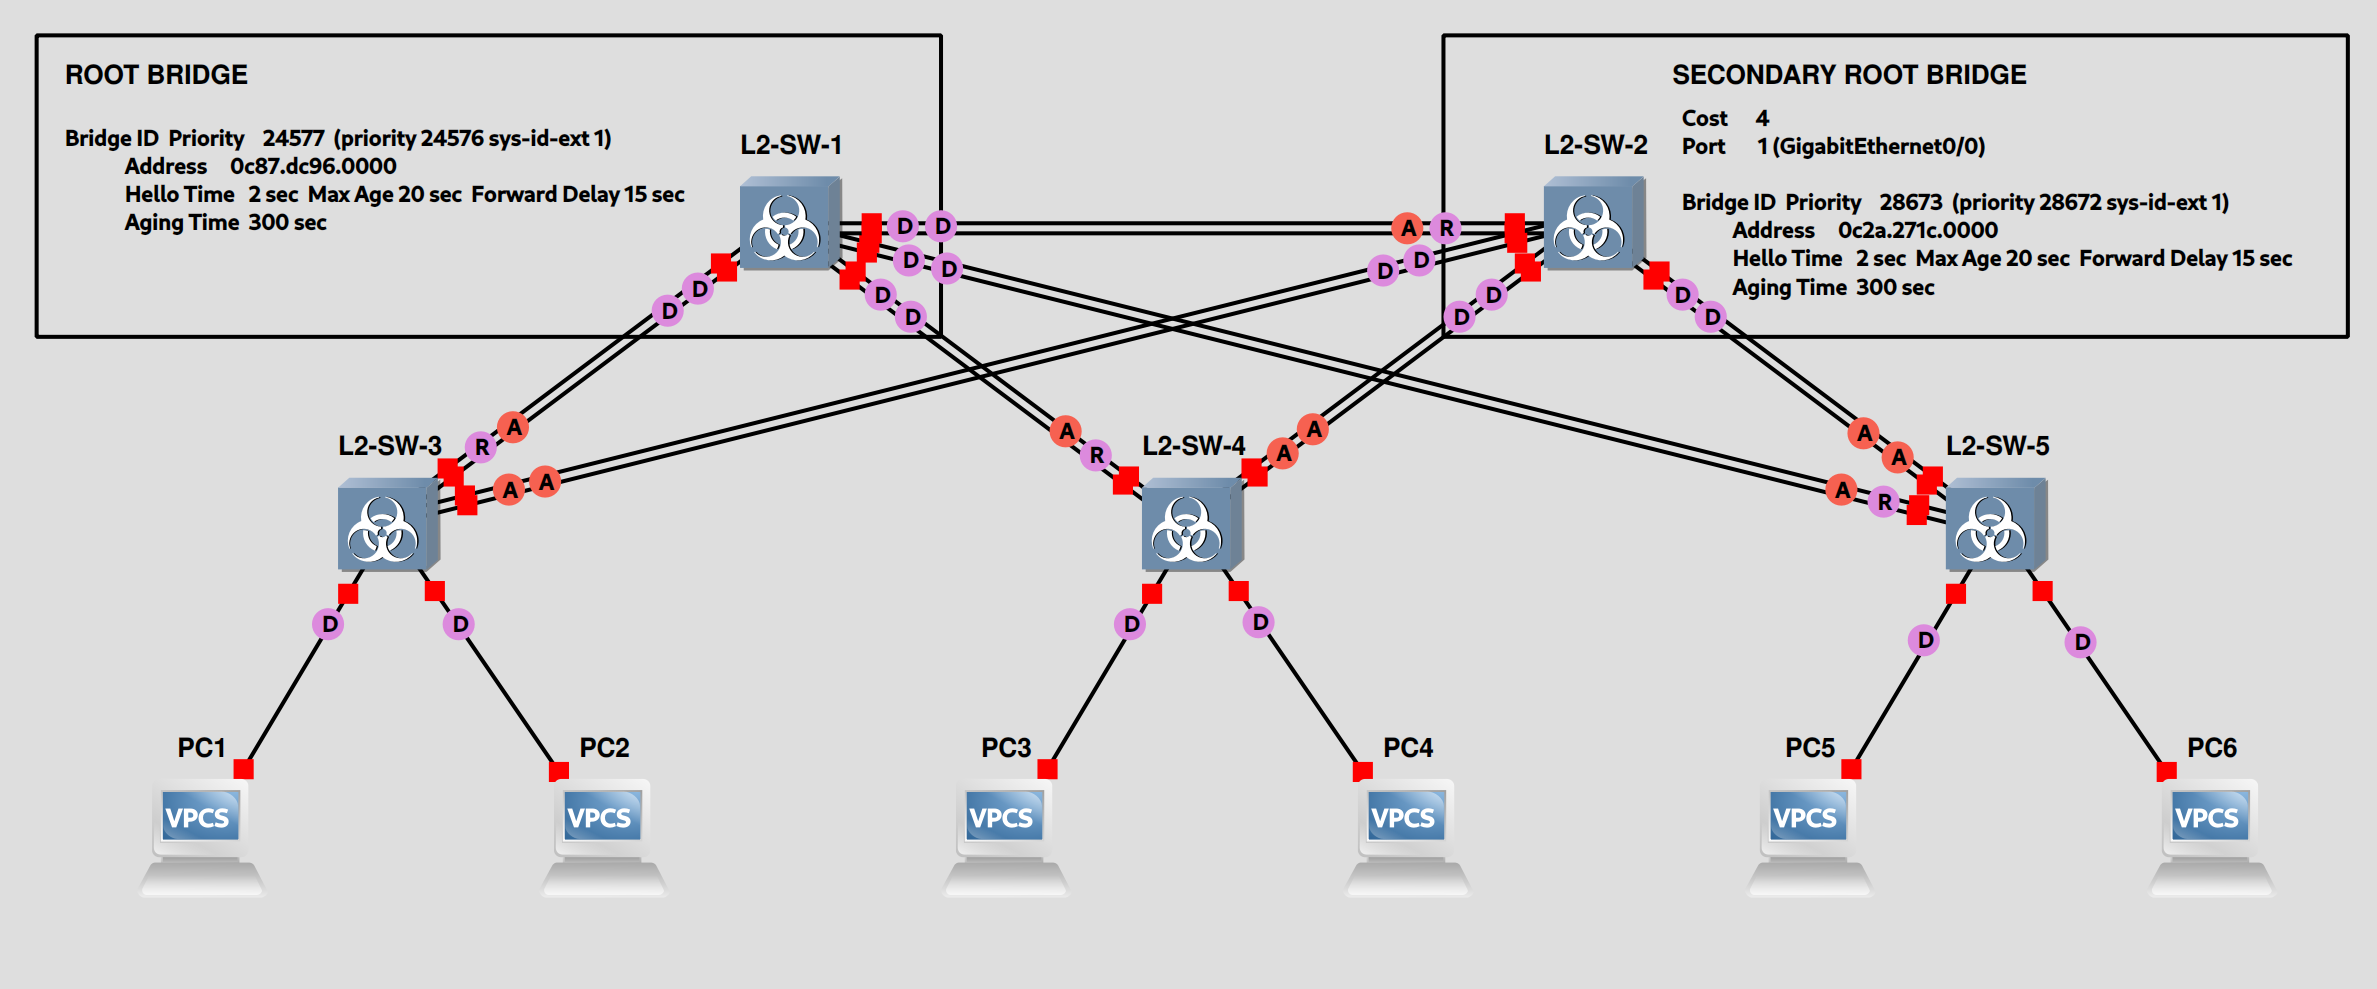 ROOT BRIDGE
Bridge ID Priority 24577 (priority 24576 sys-id-ext 1)
Address 0c87.dc96.0000
Hello Time 2 sec Max Age 20 sec Forward Delay 15 sec
Aging Time 300 sec
L2-SW-1
SECONDARY ROOT BRIDGE
Cost 4
Port 1 (GigabitEthernet0/0)
Bridge ID Priority 28673 (priority 28672 sys-id-ext 1)
Address 0c2a.271c.0000
Hello Time 2 sec Max Age 20 sec Forward Delay 15 sec
Aging Time 300 sec
L2-SW-2
D D A R
D D D D
D D D D D D D D
A A A A
L2-SW-3 R L2-SW-4 R A L2-SW-5 A
A A A R
D D D D D D
PC1 PC2 PC3 PC4 PC5 PC6
VPCS VPCS VPCS VPCS VPCS VPCS